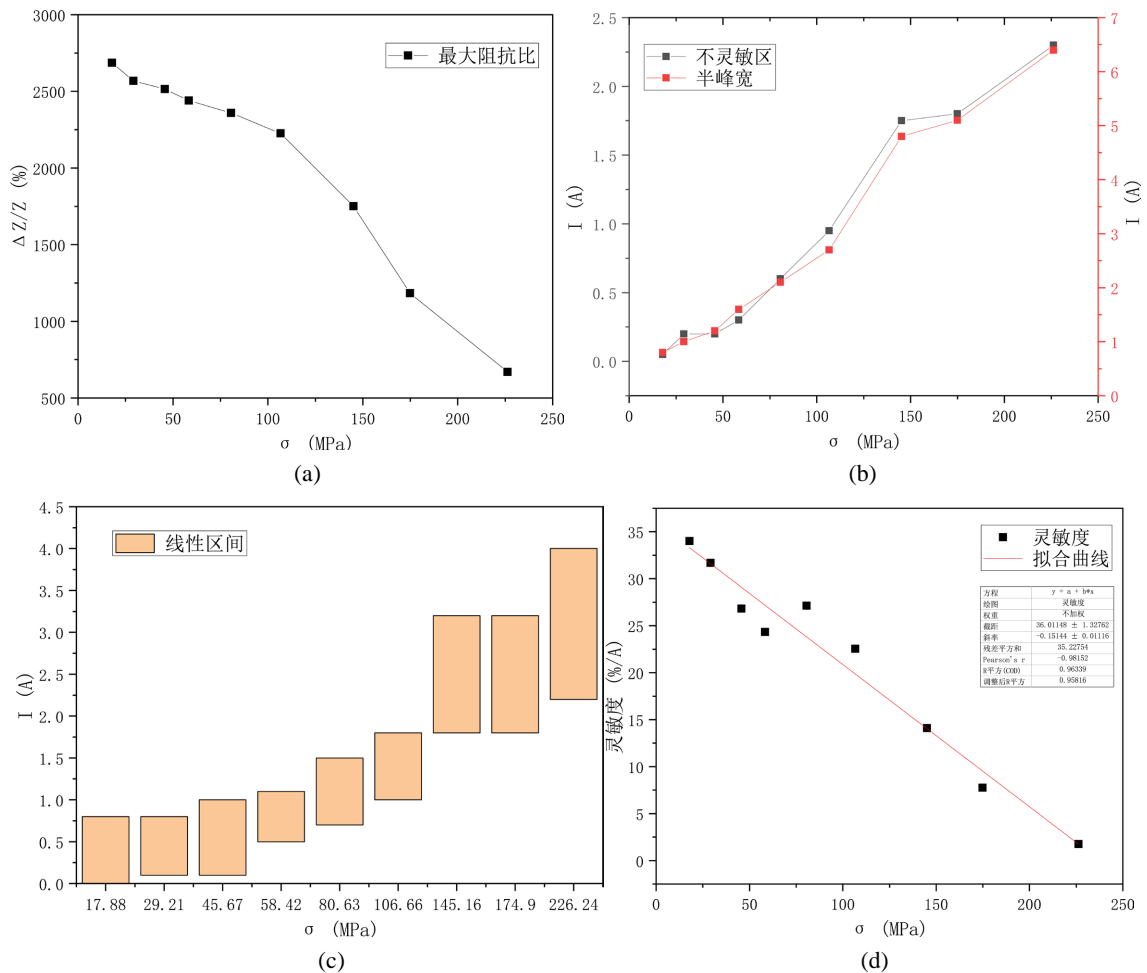 3000
2500
2000
1500
1000
500
ΔZ/Z (%)
最大阻抗比
0 50 100 150 200 250
σ (MPa)
(a)
2.5
2.0
1.5
1.0
0.5
0.0
I (A)
不灵敏区
半峰宽
7
6
5
4
3
2
1
0
I (A)
0 50 100 150 200 250
σ (MPa)
(b)
4.5
4.0
3.5
3.0
2.5
2.0
1.5
1.0
0.5
0.0
I (A)
线性区间
17.88 29.21 45.67 58.42 80.63 106.66 145.16 174.9 226.24
σ (MPa)
(c)
35
30
25
20
15
10
5
0
灵敏度 (%/A)
灵敏度
拟合曲线
方程 y = a + b*x
绘图 灵敏度
权重 不加权
截距 36.01148 ± 1.32762
斜率 -0.15144 ± 0.01116
残差平方和 35.22754
Pearson's r -0.98152
R平方(COD) 0.96339
调整后R平方 0.95816
0 50 100 150 200 250
σ (MPa)
(d)